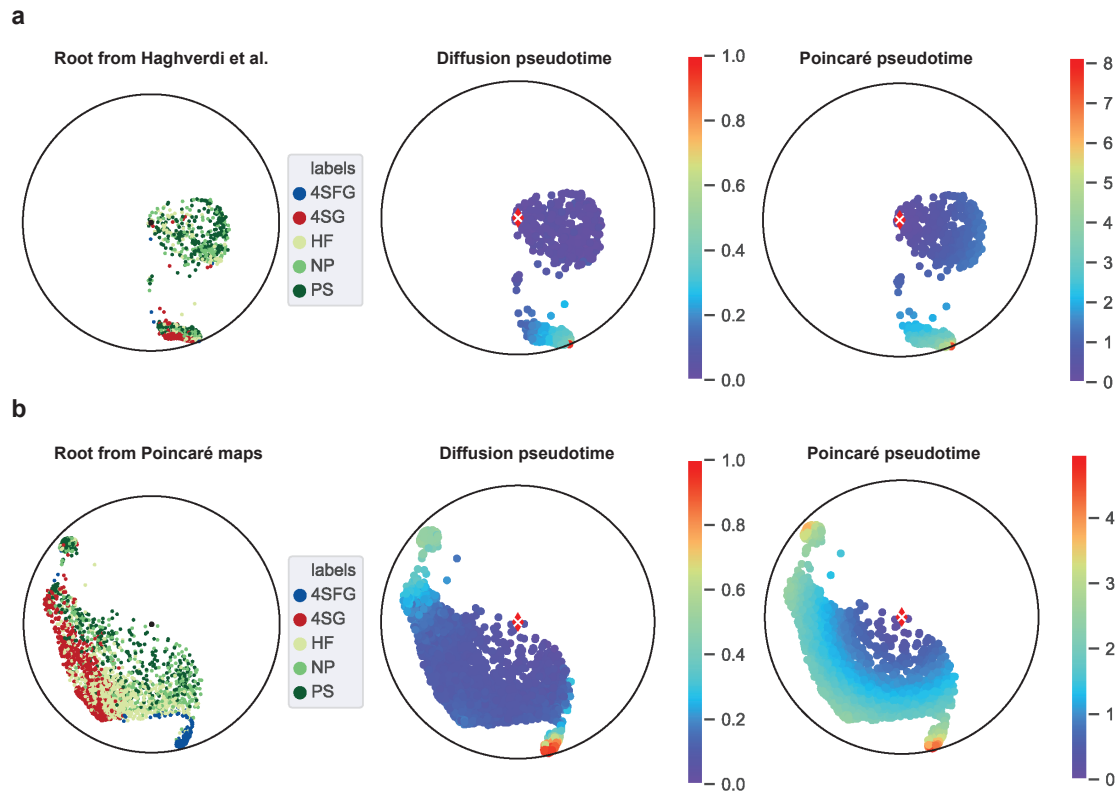 a
Root from Haghverdi et al.
Diffusion pseudotime
Poincaré pseudotime
labels
4SFG
4SG
HF
NP
PS
1.0
0.8
0.6
0.4
0.2
0.0
8
7
6
5
4
3
2
1
0
b
Root from Poincaré maps
Diffusion pseudotime
Poincaré pseudotime
labels
4SFG
4SG
HF
NP
PS
1.0
0.8
0.6
0.4
0.2
0.0
4
3
2
1
0